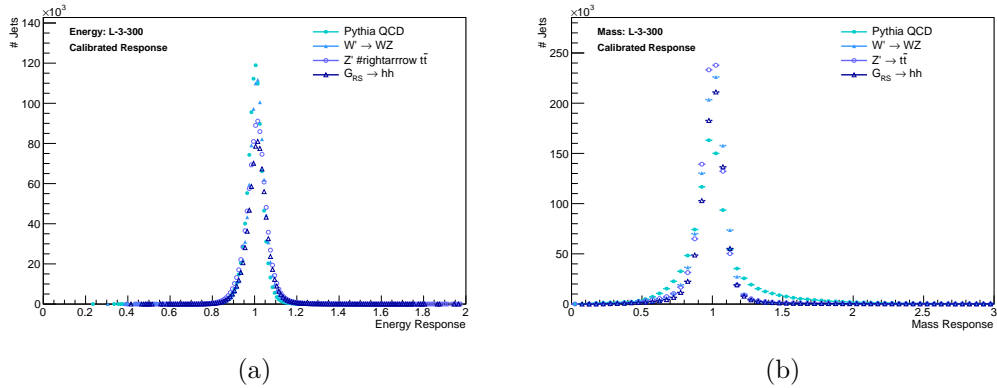 ×10³
# Jets
140
120
100
80
60
40
20
0
Energy: L-3-300
Calibrated Response
Pythia QCD
W' → WZ
Z' #rightarrrow tt̄
G_RS → hh
0 0.2 0.4 0.6 0.8 1 1.2 1.4 1.6 1.8 2
Energy Response
(a)
×10³
# Jets
250
200
150
100
50
0
Mass: L-3-300
Calibrated Response
Pythia QCD
W' → WZ
Z' → tt̄
G_RS → hh
0 0.5 1 1.5 2 2.5 3
Mass Response
(b)